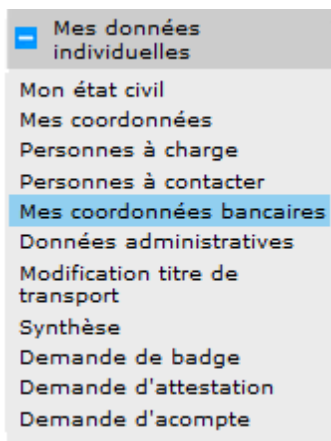 Mes données
individuelles
Mon état civil
Mes coordonnées
Personnes à charge
Personnes à contacter
Mes coordonnées bancaires
Données administratives
Modification titre de
transport
Synthèse
Demande de badge
Demande d'attestation
Demande d'acompte